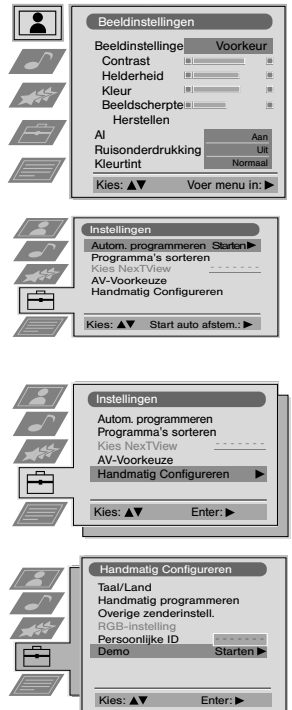 Beeldinstellingen
Beeldinstellinge Voorkeur
Contrast
Helderheid
Kleur
Beeldscherpte
Herstellen
AI Aan
Ruisonderdrukking Uit
Kleurtint Normaal
Kies: ▲▼ Voer menu in: ▶
Instellingen
Autom. programmeren Starten▶
Programma's sorteren
Kies NexTView - - - - - - -
AV-Voorkeuze
Handmatig Configureren
Kies: ▲▼ Start auto afstem.: ▶
Instellingen
Autom. programmeren
Programma's sorteren
Kies NexTView - - - - - - -
AV-Voorkeuze
Handmatig Configureren ▶
Kies: ▲▼ Enter: ▶
Handmatig Configureren
Taal/Land
Handmatig programmeren
Overige zenderinstell.
RGB-instelling
Persoonlijke ID - - - - - - -
Demo Starten ▶
Kies: ▲▼ Enter: ▶